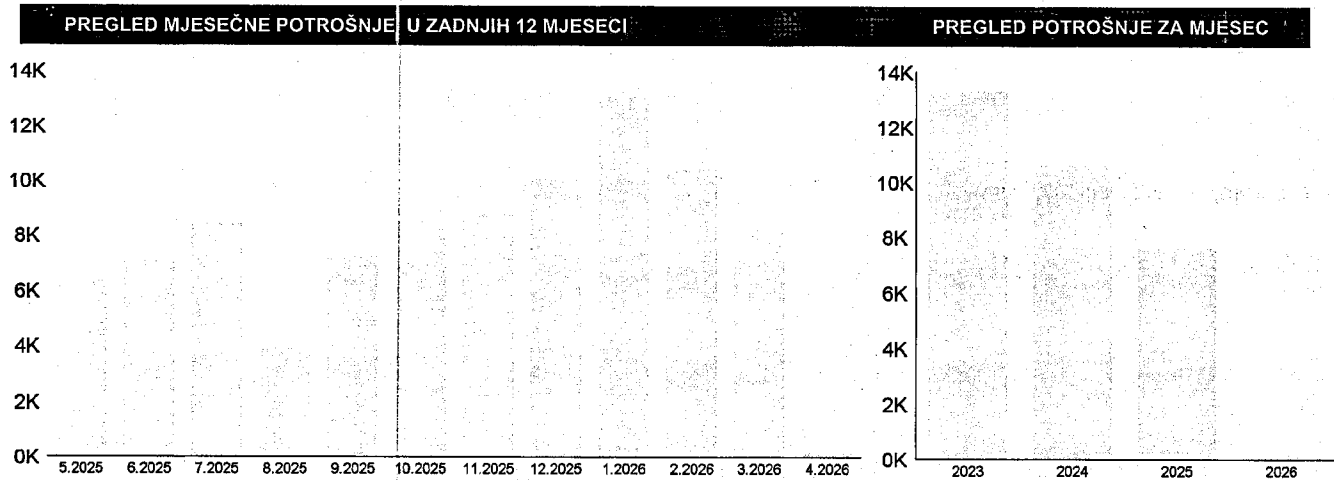 PREGLED MJESEČNE POTROŠNJE U ZADNJIH 12 MJESECI
14K
12K
10K
8K
6K
4K
2K
0K
5.2025 6.2025 7.2025 8.2025 9.2025 10.2025 11.2025 12.2025 1.2026 2.2026 3.2026 4.2026
PREGLED POTROŠNJE ZA MJESEC
14K
12K
10K
8K
6K
4K
2K
0K
2023 2024 2025 2026